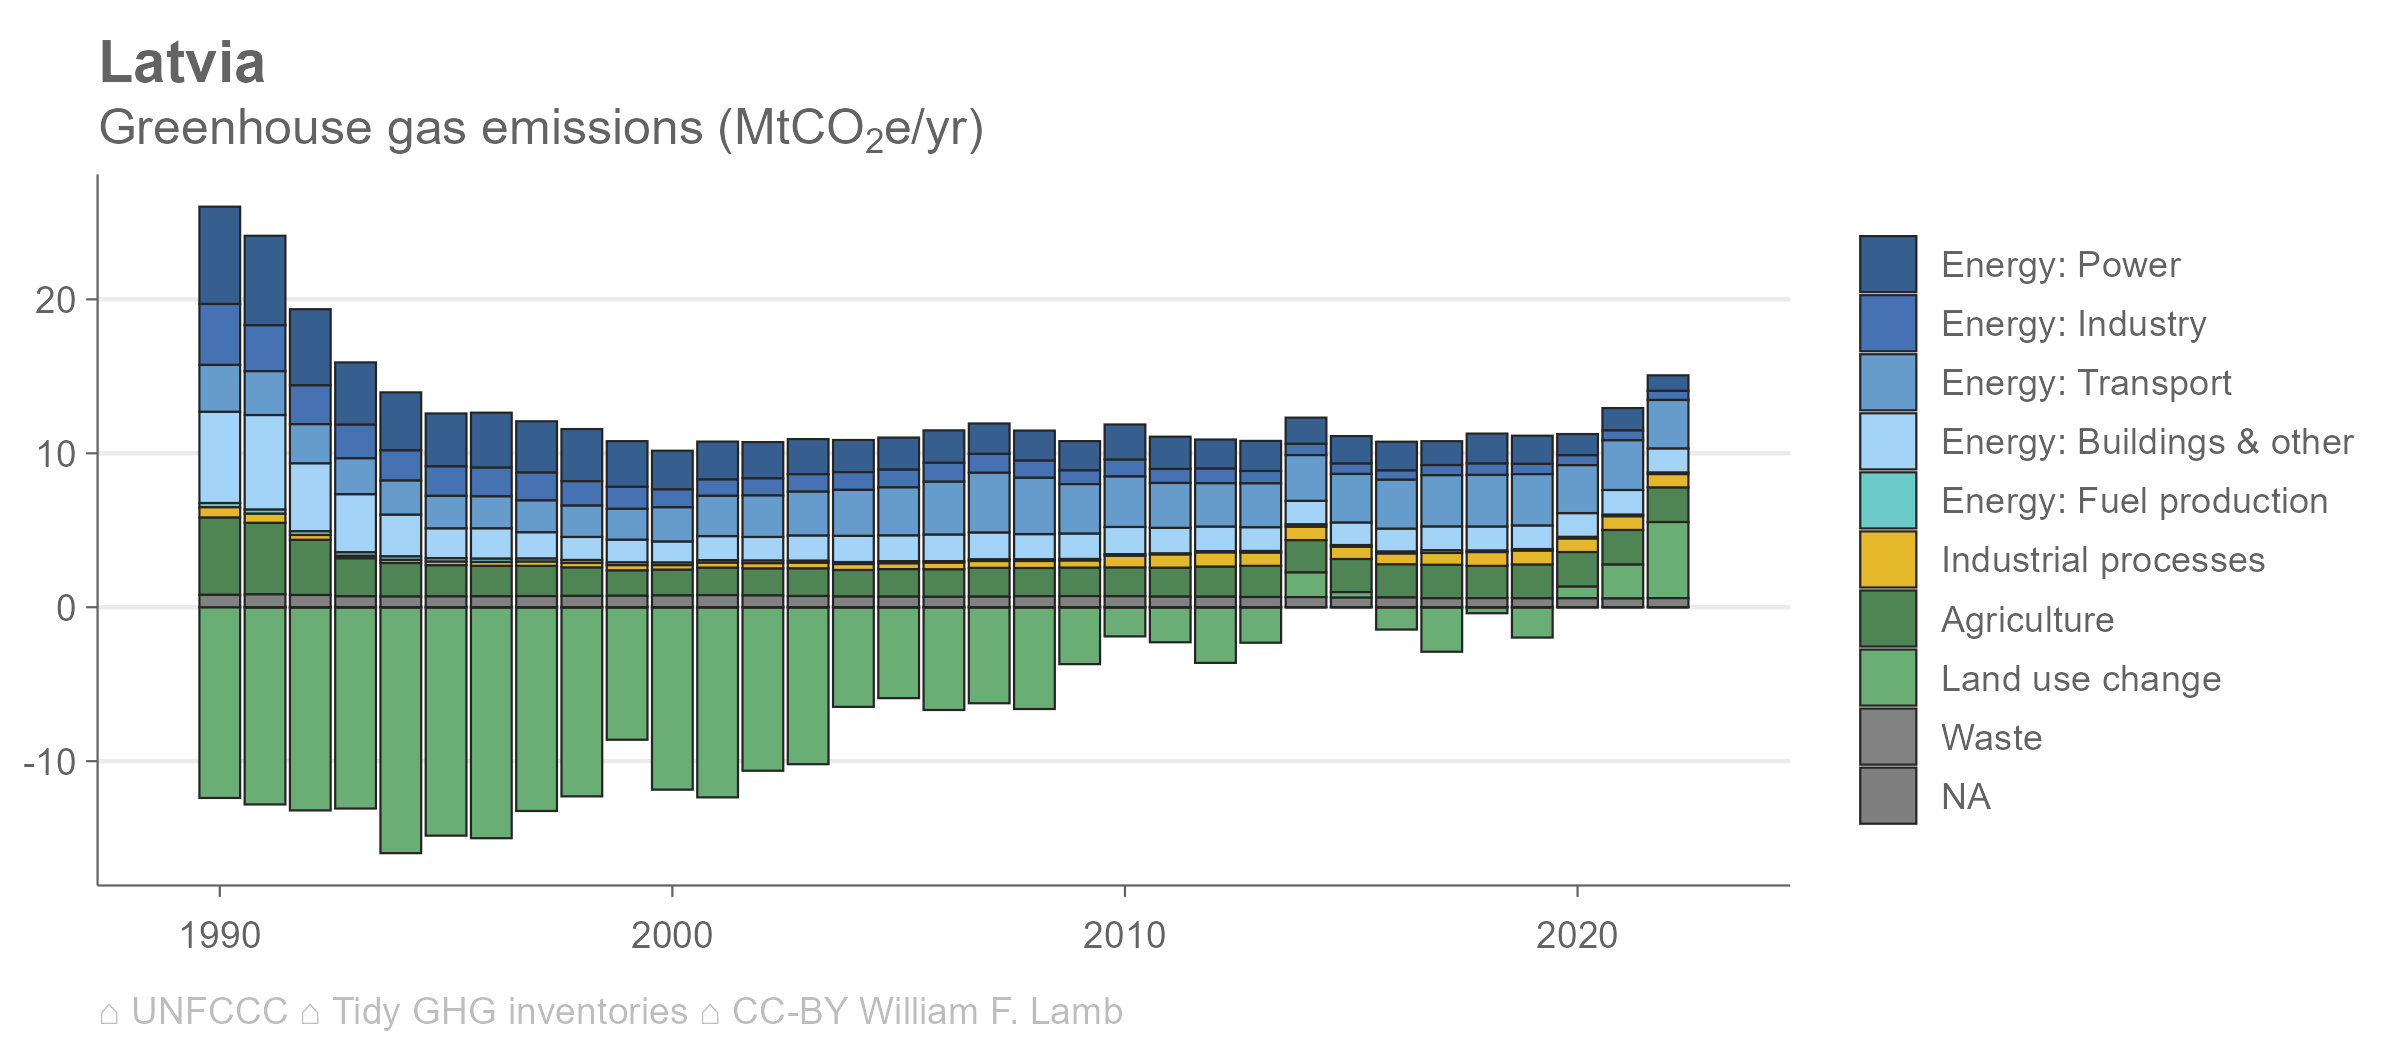 Latvia
Greenhouse gas emissions (MtCO₂e/yr)
20
10
0
-10
1990 2000 2010 2020
Energy: Power
Energy: Industry
Energy: Transport
Energy: Buildings & other
Energy: Fuel production
Industrial processes
Agriculture
Land use change
Waste
NA
⌂ UNFCCC ⌂ Tidy GHG inventories ⌂ CC-BY William F. Lamb